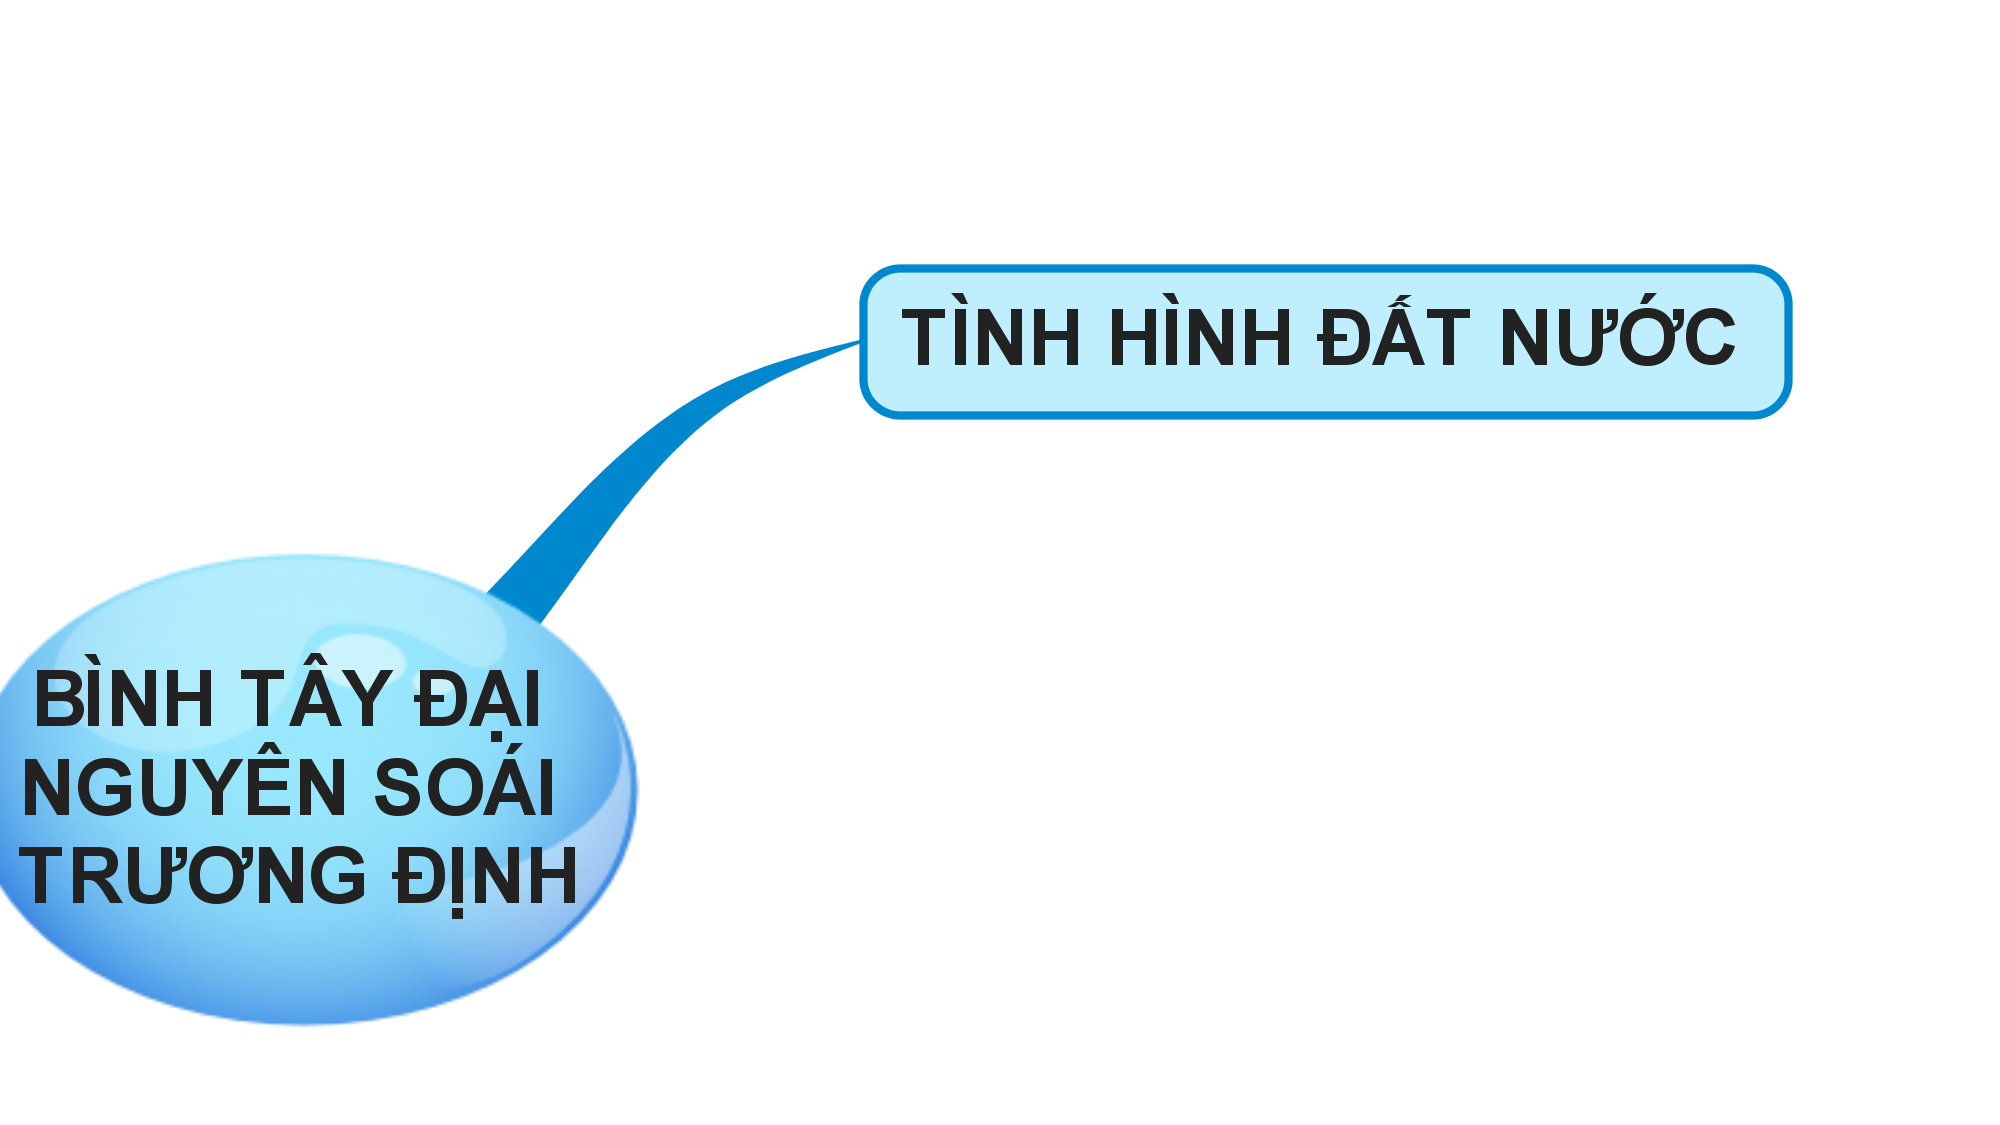 TÌNH HÌNH ĐẤT NƯỚC
BÌNH TÂY ĐẠI
NGUYÊN SOÁI
TRƯƠNG ĐỊNH